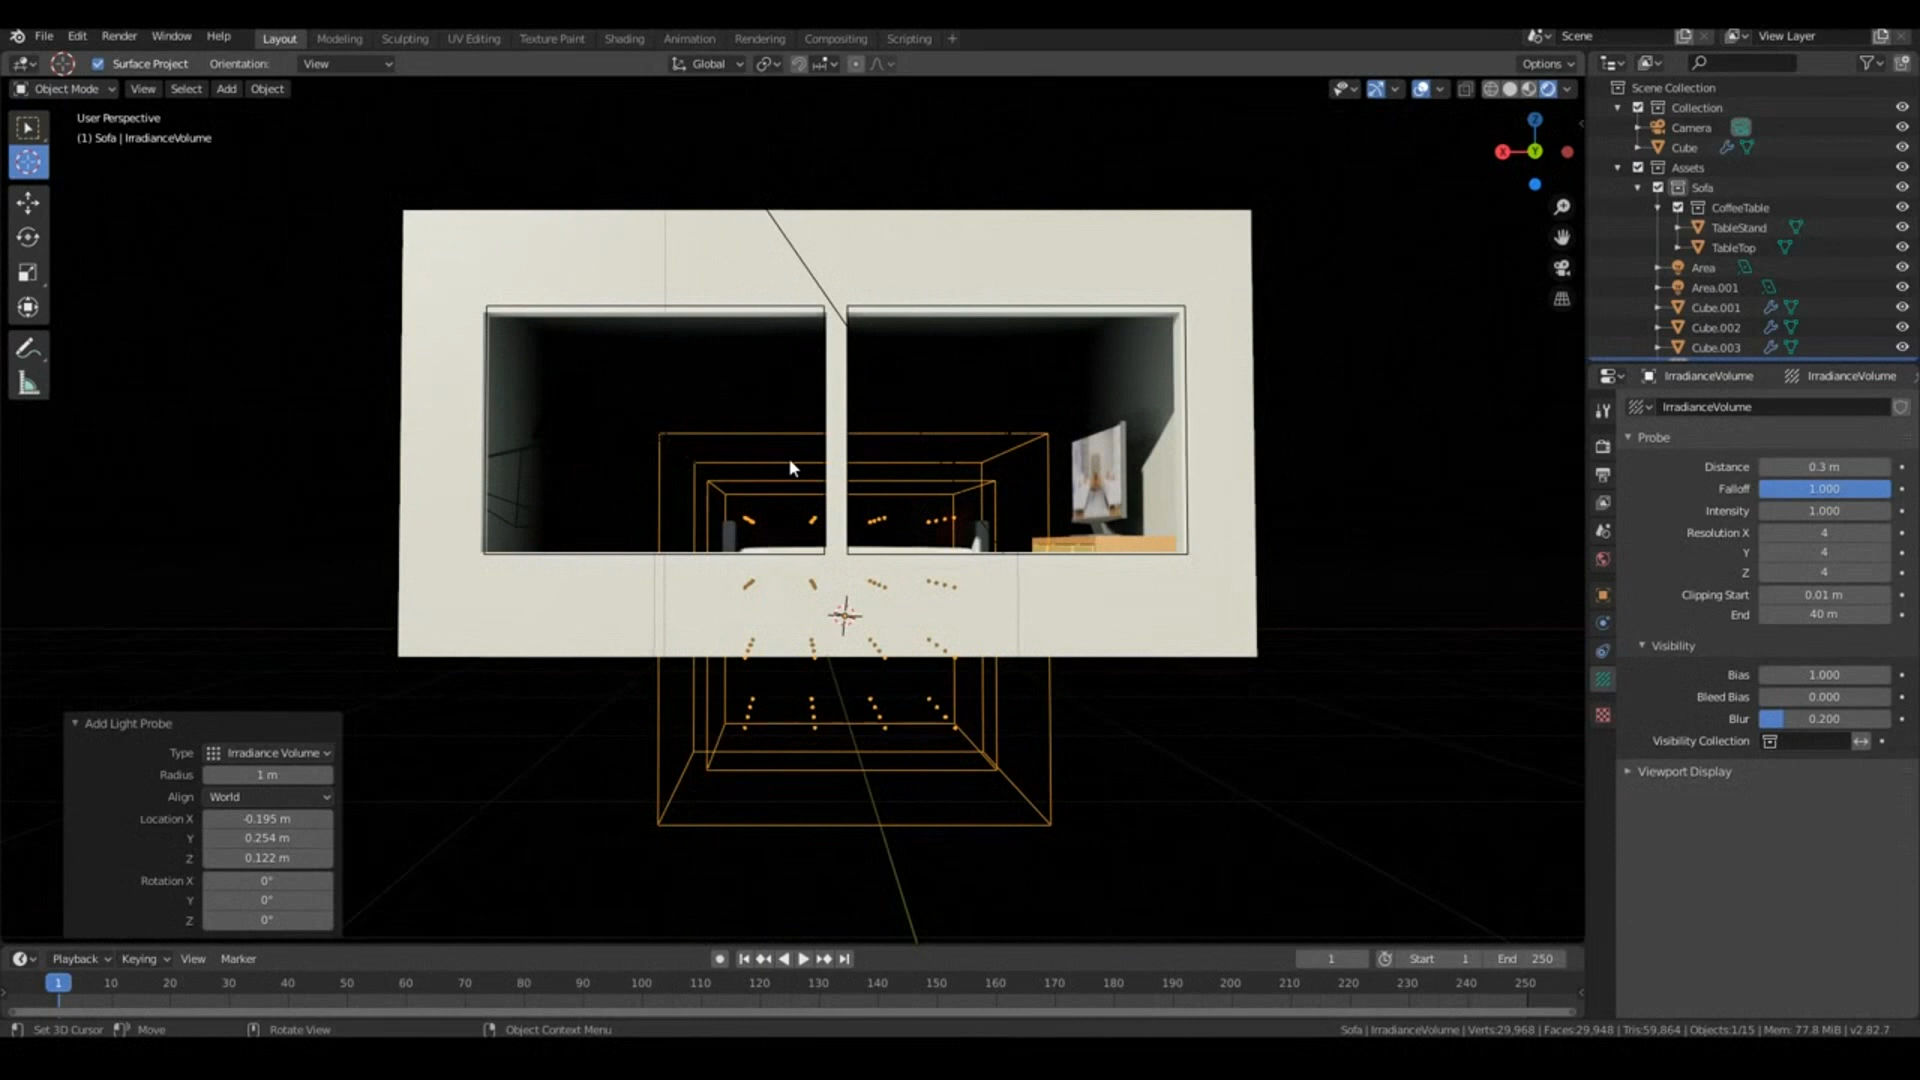 File Edit Render Window Help Layout Modeling Sculpting UV Editing Texture Paint Shading Animation Rendering Compositing Scripting + Scene View Layer
Surface Project Orientation: View Global Options
Object Mode View Select Add Object
User Perspective
(1) Sofa | IrradianceVolume
Z
X Y
Scene Collection
Collection
Camera
Cube
Assets
Sofa
CoffeeTable
TableStand
TableTop
Area
Area.001
Cube.001
Cube.002
Cube.003
IrradianceVolume IrradianceVolume
IrradianceVolume
Probe
Distance 0.3 m
Falloff 1.000
Intensity 1.000
Resolution X 4
Y 4
Z 4
Clipping Start 0.01 m
End 40 m
Visibility
Bias 1.000
Bleed Bias 0.000
Blur 0.200
Visibility Collection
Viewport Display
Add Light Probe
Type Irradiance Volume
Radius 1 m
Align World
Location X -0.195 m
Y 0.254 m
Z 0.122 m
Rotation X 0°
Y 0°
Z 0°
Playback Keying View Marker 1 Start 1 End 250
1 10 20 30 40 50 60 70 80 90 100 110 120 130 140 150 160 170 180 190 200 210 220 230 240 250
Set 3D Cursor Move Rotate View Object Context Menu Sofa | IrradianceVolume | Verts:29,968 | Faces:29,948 | Tris:59,864 | Objects:1/15 | Mem: 77.8 MiB | v2.82.7